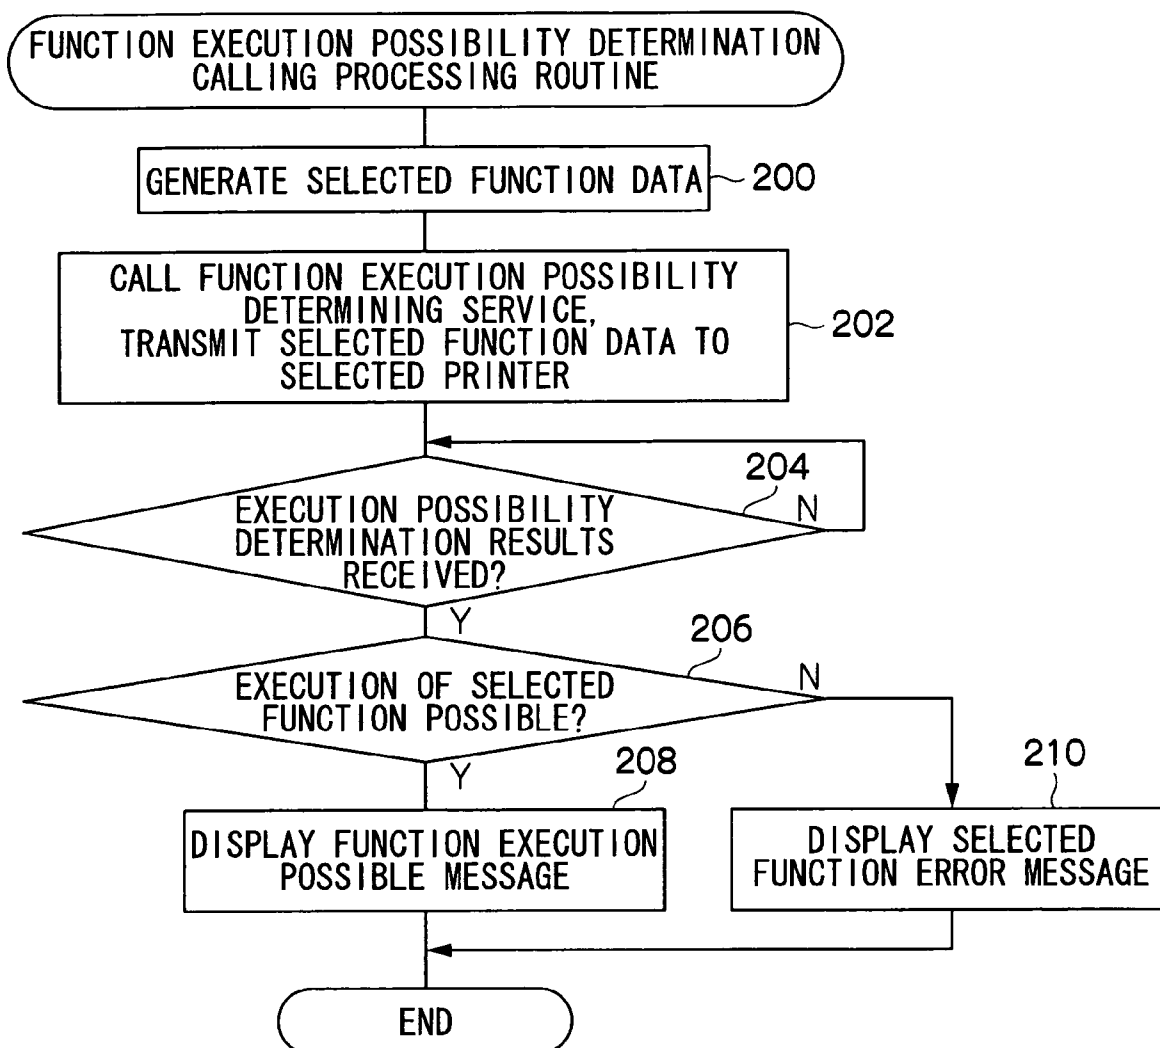 FUNCTION EXECUTION POSSIBILITY DETERMINATION
CALLING PROCESSING ROUTINE
GENERATE SELECTED FUNCTION DATA
200
CALL FUNCTION EXECUTION POSSIBILITY
DETERMINING SERVICE,
TRANSMIT SELECTED FUNCTION DATA TO
SELECTED PRINTER
202
204
N
EXECUTION POSSIBILITY
DETERMINATION RESULTS
RECEIVED?
Y
206
N
EXECUTION OF SELECTED
FUNCTION POSSIBLE?
Y
208
DISPLAY FUNCTION EXECUTION
POSSIBLE MESSAGE
210
DISPLAY SELECTED
FUNCTION ERROR MESSAGE
END